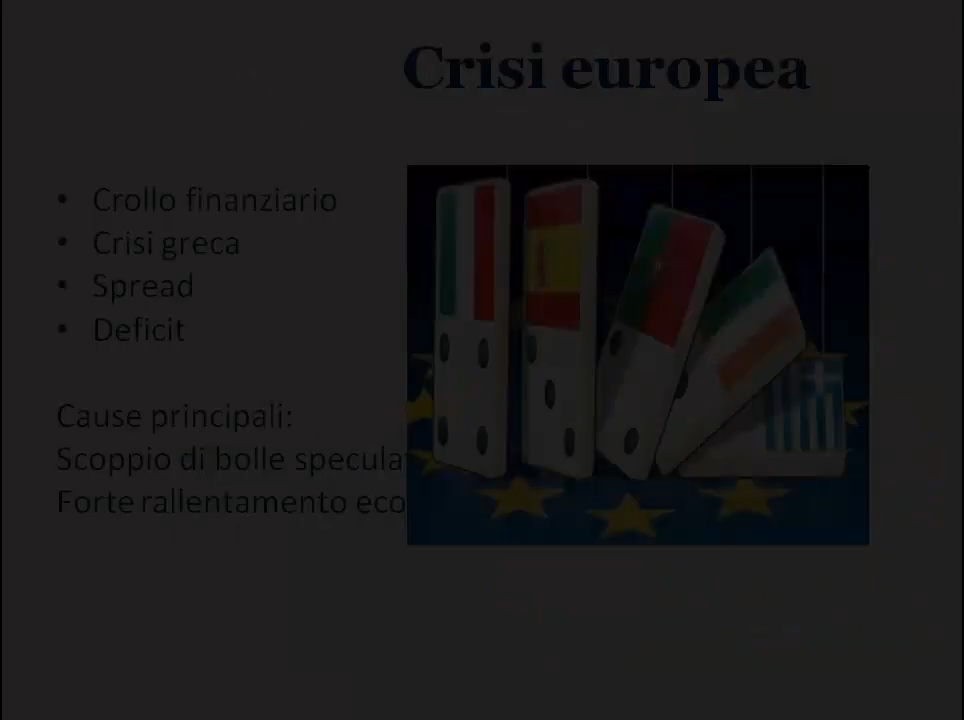 Crisi europea
• Crollo finanziario
• Crisi greca
• Spread
• Deficit
Cause principali:
Scoppio di bolle specula
Forte rallentamento eco